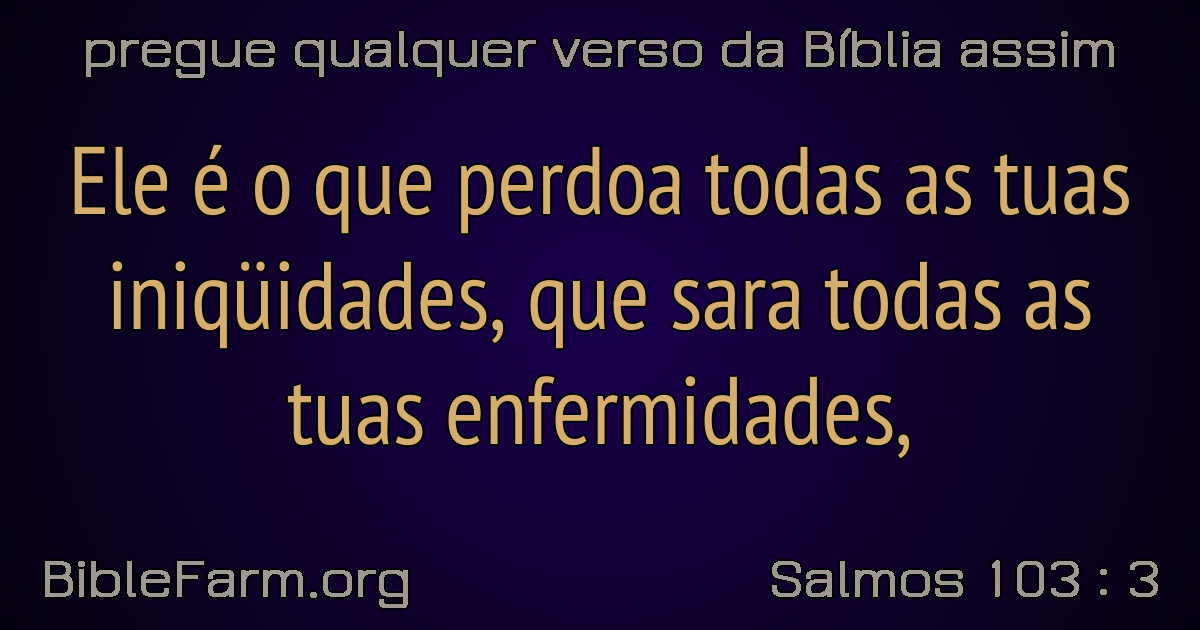 pregue qualquer verso da Bíblia assim
Ele é o que perdoa todas as tuas
iniqüidades, que sara todas as
tuas enfermidades,
BibleFarm.org
Salmos 103 : 3